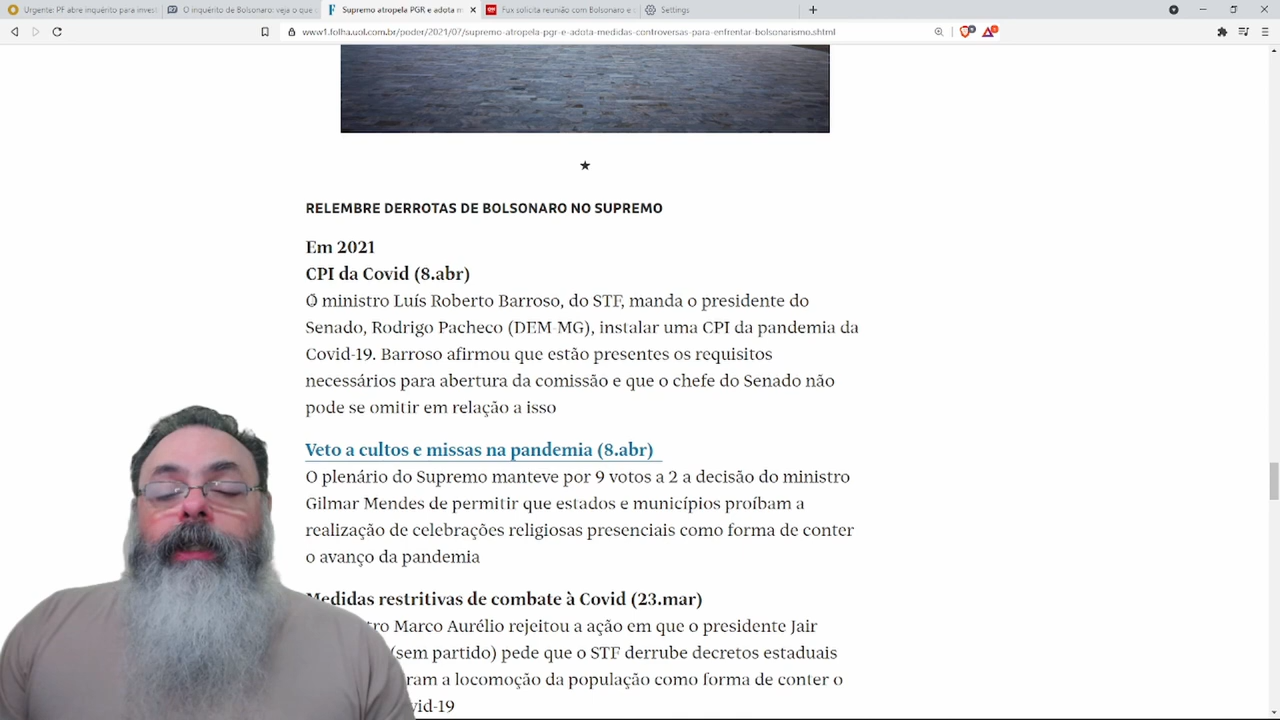 Urgente: PF abre inquérito para invest
O inquérito de Bolsonaro: veja o que
Supremo atropela PGR e adota m
Fux solicita reunião com Bolsonaro e
Settings
www1.folha.uol.com.br/poder/2021/07/supremo-atropela-pgr-e-adota-medidas-controversas-para-enfrentar-bolsonarismo.shtml
RELEMBRE DERROTAS DE BOLSONARO NO SUPREMO
Em 2021
CPI da Covid (8.abr)
O ministro Luís Roberto Barroso, do STF, manda o presidente do
Senado, Rodrigo Pacheco (DEM-MG), instalar uma CPI da pandemia da
Covid-19. Barroso afirmou que estão presentes os requisitos
necessários para abertura da comissão e que o chefe do Senado não
pode se omitir em relação a isso
Veto a cultos e missas na pandemia (8.abr)
O plenário do Supremo manteve por 9 votos a 2 a decisão do ministro
Gilmar Mendes de permitir que estados e municípios proíbam a
realização de celebrações religiosas presenciais como forma de conter
o avanço da pandemia
Medidas restritivas de combate à Covid (23.mar)
tro Marco Aurélio rejeitou a ação em que o presidente Jair
(sem partido) pede que o STF derrube decretos estaduais
ram a locomoção da população como forma de conter o
vid-19